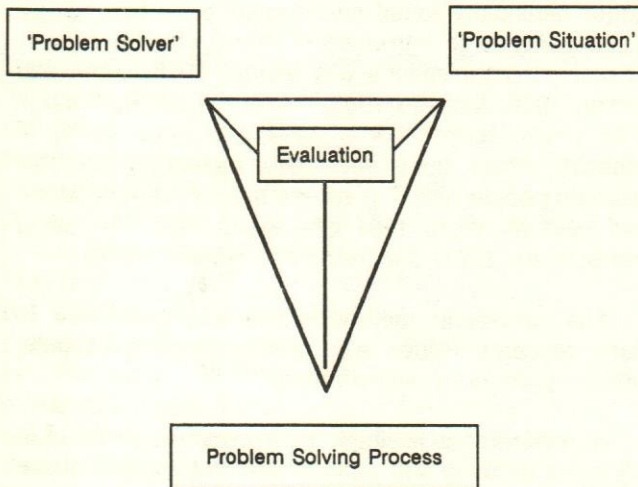 'Problem Solver'
'Problem Situation'
Evaluation
Problem Solving Process